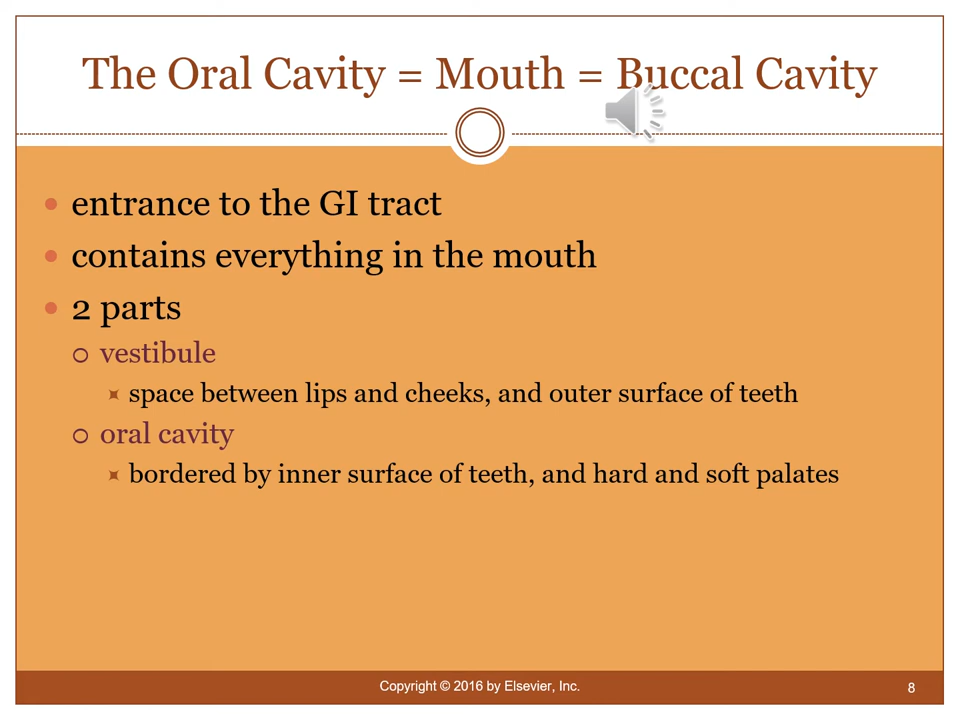 The Oral Cavity = Mouth = Buccal Cavity
entrance to the GI tract
contains everything in the mouth
2 parts
vestibule
space between lips and cheeks, and outer surface of teeth
oral cavity
bordered by inner surface of teeth, and hard and soft palates
Copyright © 2016 by Elsevier, Inc.
8